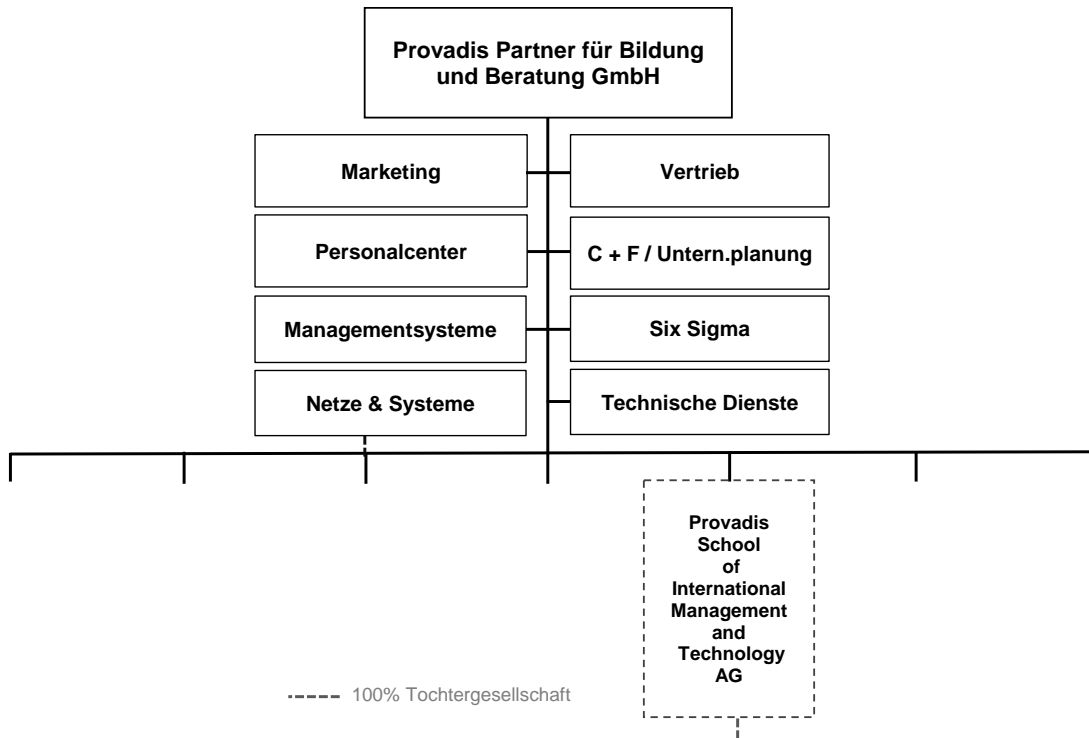 Provadis Partner für Bildung
und Beratung GmbH
Marketing
Vertrieb
Personalcenter
C + F / Untern.planung
Managementsysteme
Six Sigma
Netze & Systeme
Technische Dienste
Provadis
School
of
International
Management
and
Technology
AG
100% Tochtergesellschaft